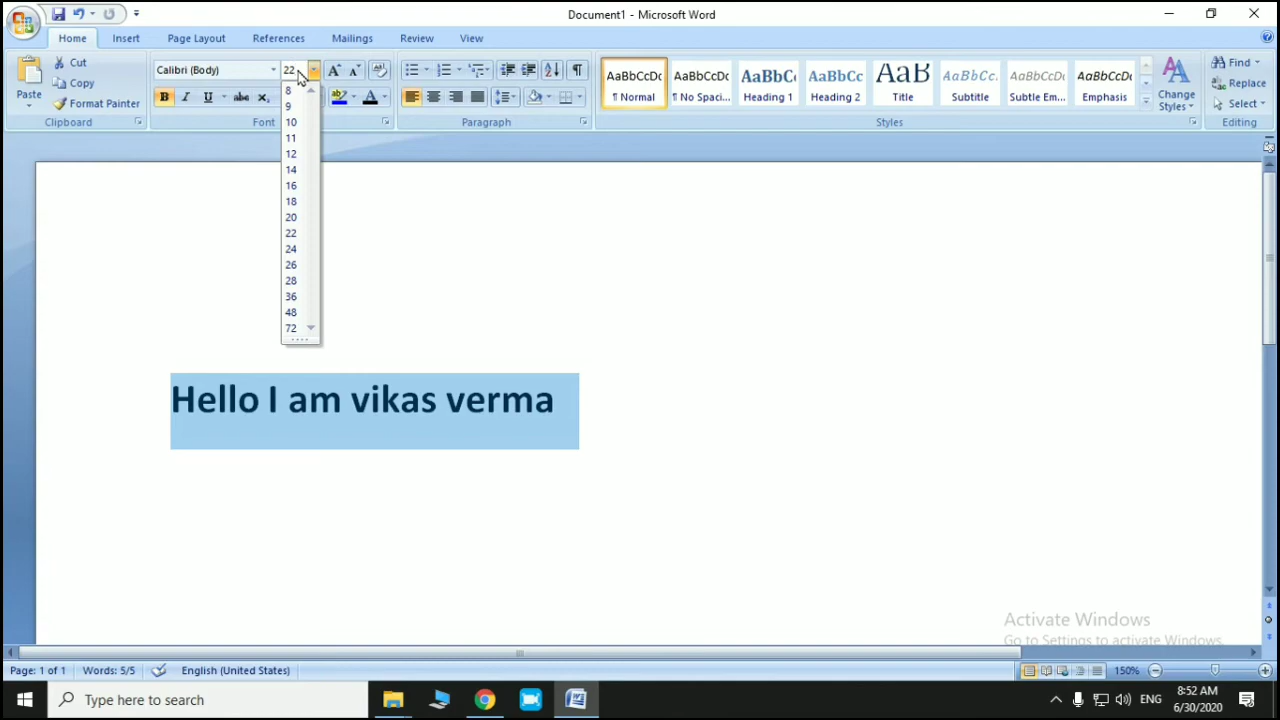 Document1 - Microsoft Word
Home Insert Page Layout References Mailings Review View
Paste
Cut
Copy
Format Painter
Clipboard
Calibri (Body) 22
B I U abc x
Font
Paragraph
AaBbCcDc AaBbCcDc AaBbCc AaBbCc AaB AaBbCc. AaBbCcDc AaBbCcDc
¶ Normal ¶ No Spaci... Heading 1 Heading 2 Title Subtitle Subtle Em... Emphasis
Change Styles
Styles
Find
Replace
Select
Editing
8
9
10
11
12
14
16
18
20
22
24
26
28
36
48
72
Hello I am vikas verma
Activate Windows
Go to Settings to activate Windows.
Page: 1 of 1 Words: 5/5 English (United States) 150%
Type here to search
ENG
8:52 AM
6/30/2020